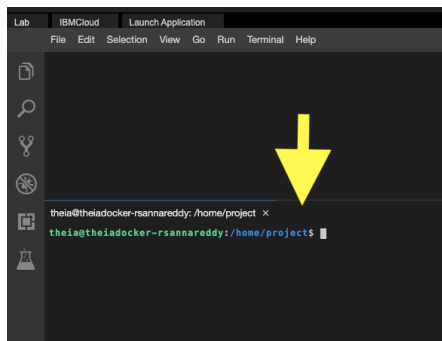 Lab IBMCloud Launch Application
File Edit Selection View Go Run Terminal Help
theia@theiadocker-rsannareddy: /home/project ×
theia@theiadocker-rsannareddy:/home/project$